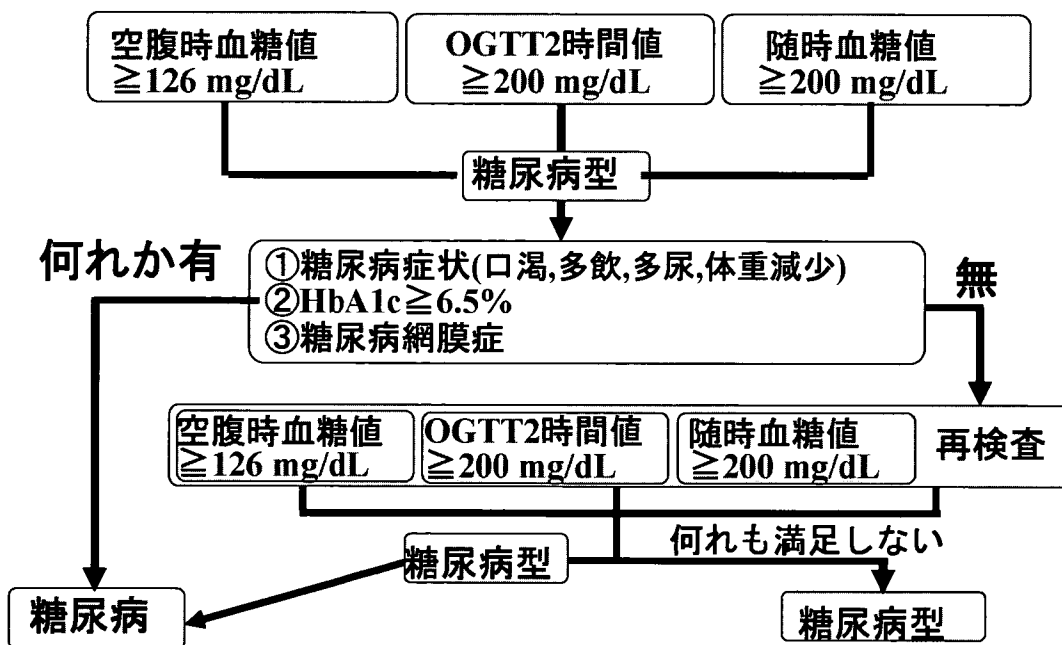 空腹時血糖値
≧126 mg/dL
OGTT2時間値
≧200 mg/dL
随時血糖値
≧200 mg/dL
糖尿病型
何れか有
①糖尿病症状(口渇,多飲,多尿,体重減少)
②HbA1c≧6.5%
③糖尿病網膜症
無
空腹時血糖値
≧126 mg/dL
OGTT2時間値
≧200 mg/dL
随時血糖値
≧200 mg/dL
再検査
何れも満足しない
糖尿病型
糖尿病
糖尿病型